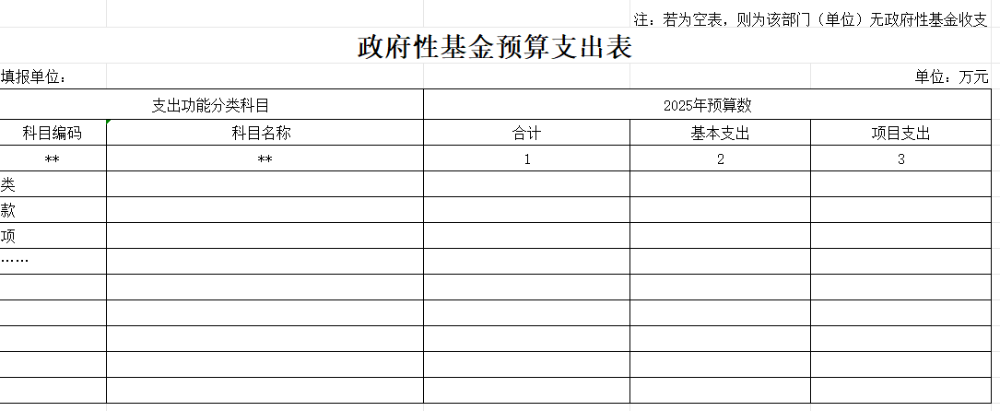 注：若为空表，则为该部门（单位）无政府性基金收支
政府性基金预算支出表
填报单位： 单位：万元
支出功能分类科目 2025年预算数
科目编码 科目名称 合计 基本支出 项目支出
** ** 1 2 3
类
款
项
……